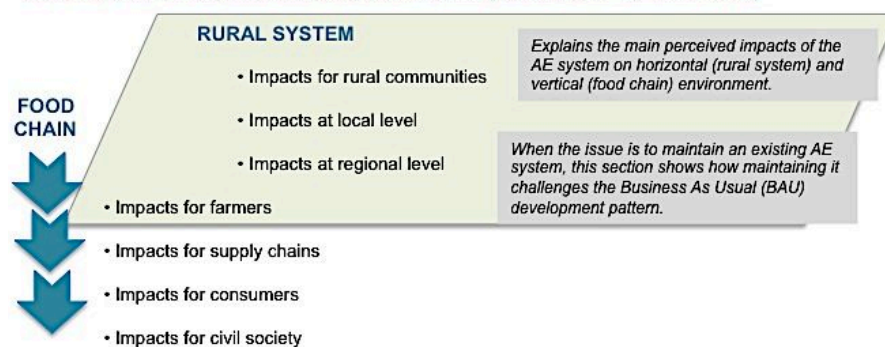 RURAL SYSTEM
• Impacts for rural communities
• Impacts at local level
• Impacts at regional level
Explains the main perceived impacts of the
AE system on horizontal (rural system) and
vertical (food chain) environment.
When the issue is to maintain an existing AE
system, this section shows how maintaining it
challenges the Business As Usual (BAU)
development pattern.
FOOD
CHAIN
• Impacts for farmers
• Impacts for supply chains
• Impacts for consumers
• Impacts for civil society